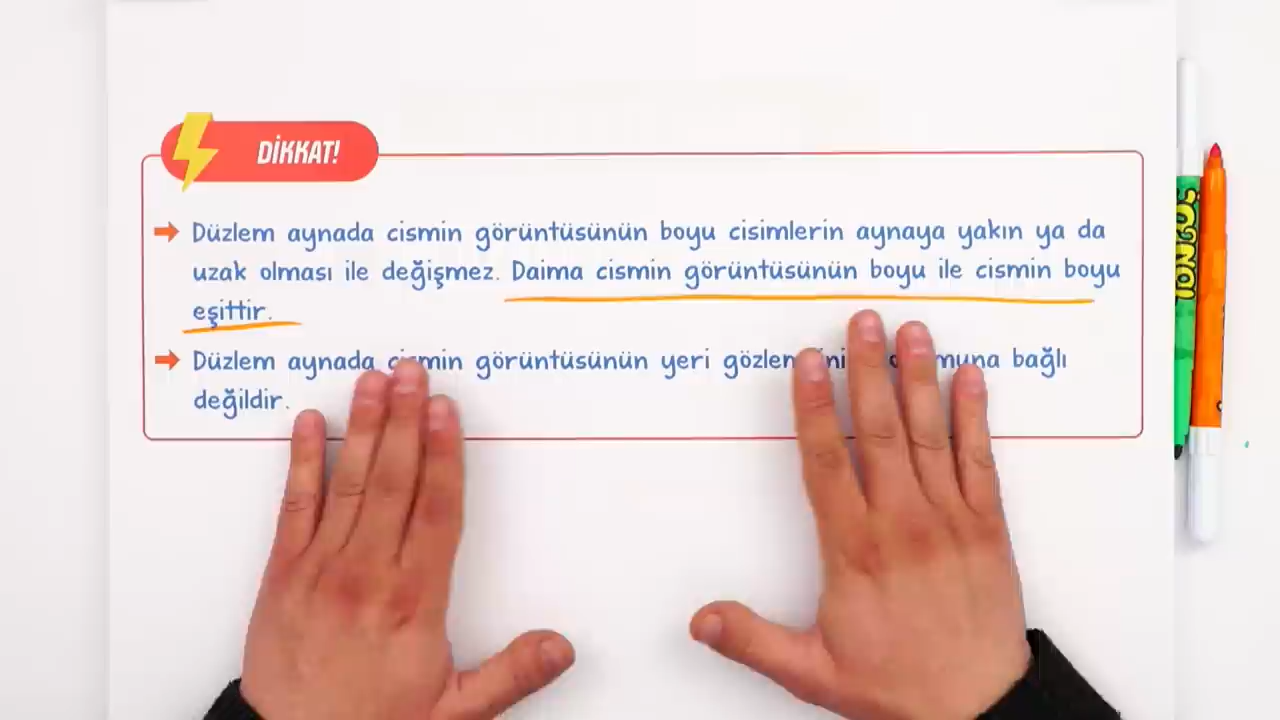 DİKKAT!
Düzlem aynada cismin görüntüsünün boyu cisimlerin aynaya yakın ya da
uzak olması ile değişmez. Daima cismin görüntüsünün boyu ile cismin boyu
eşittir.
Düzlem aynada cismin görüntüsünün yeri bağlı
değildir.